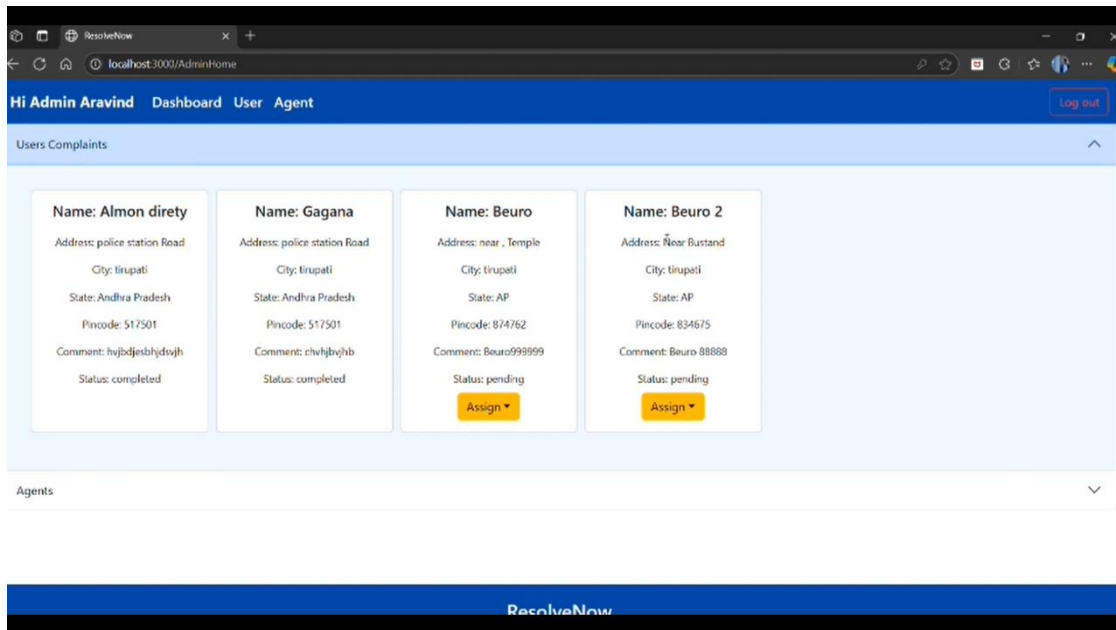 ResolveNow
localhost:3000/AdminHome
Hi Admin Aravind Dashboard User Agent Log out
Users Complaints
Name: Almon direty
Address: police station Road
City: tirupati
State: Andhra Pradesh
Pincode: 517501
Comment: hvjbdjesbhjdsvjh
Status: completed
Name: Gagana
Address: police station Road
City: tirupati
State: Andhra Pradesh
Pincode: 517501
Comment: chvhjbvjhb
Status: completed
Name: Beuro
Address: near , Temple
City: tirupati
State: AP
Pincode: 874762
Comment: Beuro999999
Status: pending
Assign
Name: Beuro 2
Address: Near Bustand
City: tirupati
State: AP
Pincode: 834675
Comment: Beuro 88888
Status: pending
Assign
Agents
ResolveNow